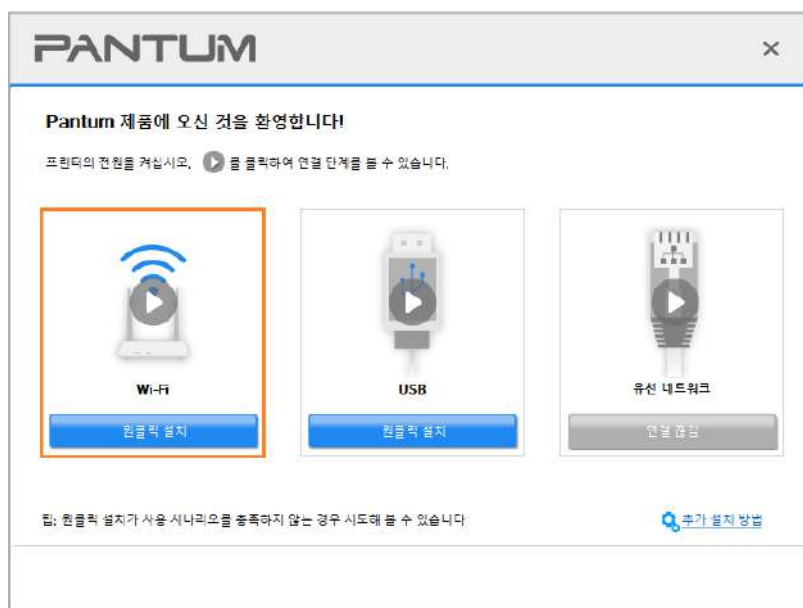 PANTUM
Pantum 제품에 오신 것을 환영합니다!
프린터의 전원을 켜십시오, 를 클릭하여 연결 단계를 볼 수 있습니다.
Wi-Fi
USB
유선 네트워크
원클릭 설치
원클릭 설치
연결 끊김
팁: 원클릭 설치가 사용 시나리오를 충족하지 않는 경우 시도해 볼 수 있습니다
추가 설치 방법